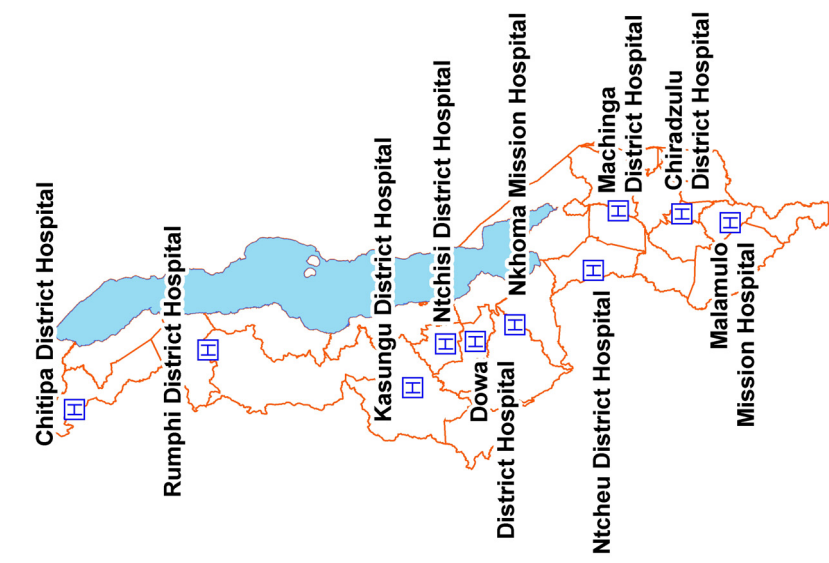 Chitipa District Hospital
Rumphi District Hospital
Kasungu District Hospital
Ntchisi District Hospital
Dowa
District Hospital
Nkhoma Mission Hospital
Ntcheu District Hospital
Machinga
District Hospital
Chiradzulu
District Hospital
Malamulo
Mission Hospital
H
H
H
H
H
H
H
H
H
H